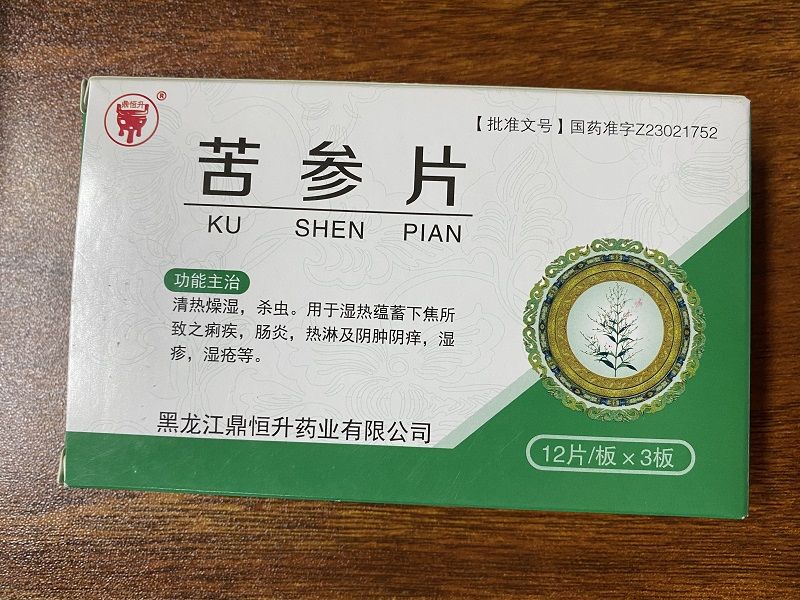 鼎恒升
®
【批准文号】国药准字Z23021752
苦参片
KU SHEN PIAN
功能主治
清热燥湿，杀虫。用于湿热蕴蓄下焦所
致之痢疾，肠炎，热淋及阴肿阴痒，湿
疹，湿疮等。
黑龙江鼎恒升药业有限公司
12片/板×3板